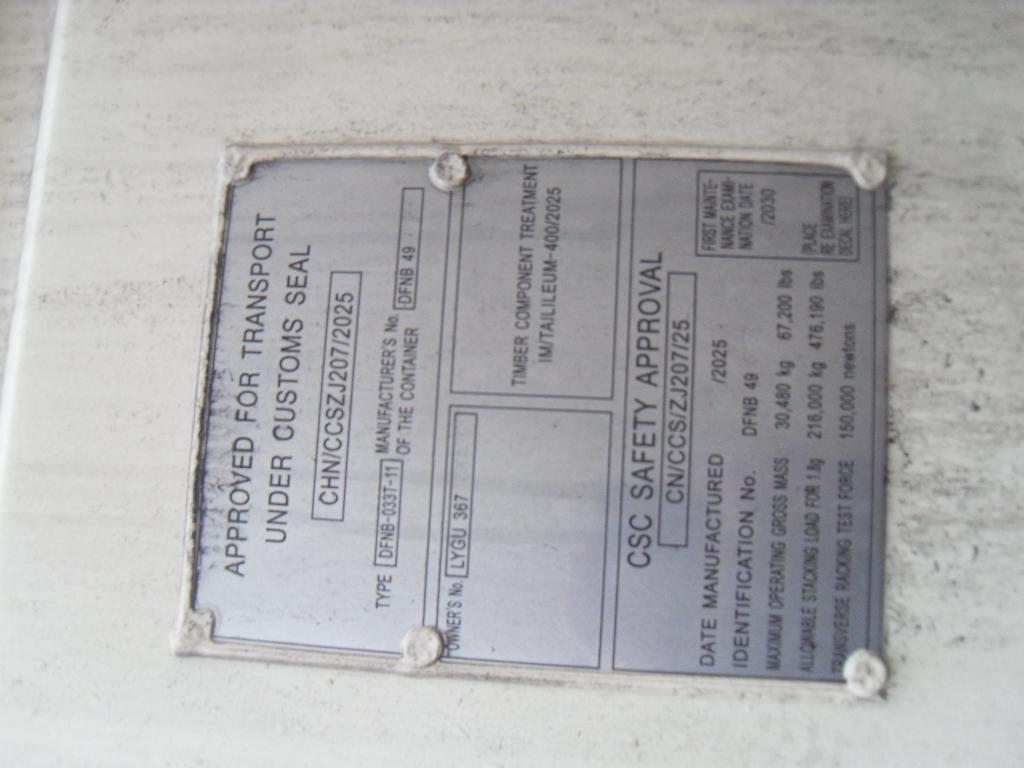 APPROVED FOR TRANSPORT
UNDER CUSTOMS SEAL
CHN/CCSZJ207/2025
TYPE DFNB-0337-11 MANUFACTURER'S No.
OF THE CONTAINER DFNB 49
OWNER'S No. LYGU 367
TIMBER COMPONENT TREATMENT
IM/TAILILEUM-400/2025
CSC SAFETY APPROVAL
CN/CCS/ZJ207/25
DATE MANUFACTURED /2025
IDENTIFICATION No. DFNB 49
MAXIMUM OPERATING GROSS MASS 30,480 kg 67,200 lbs
ALLOWABLE STACKING LOAD FOR 1.8g 216,000 kg 476,190 lbs
TRANSVERSE RACKING TEST FORCE 150,000 newtons
FIRST MAINTE-
NANCE EXAMI-
NATION DATE
/2030
(PLACE
RE EXAMINATION
DECAL HERE)